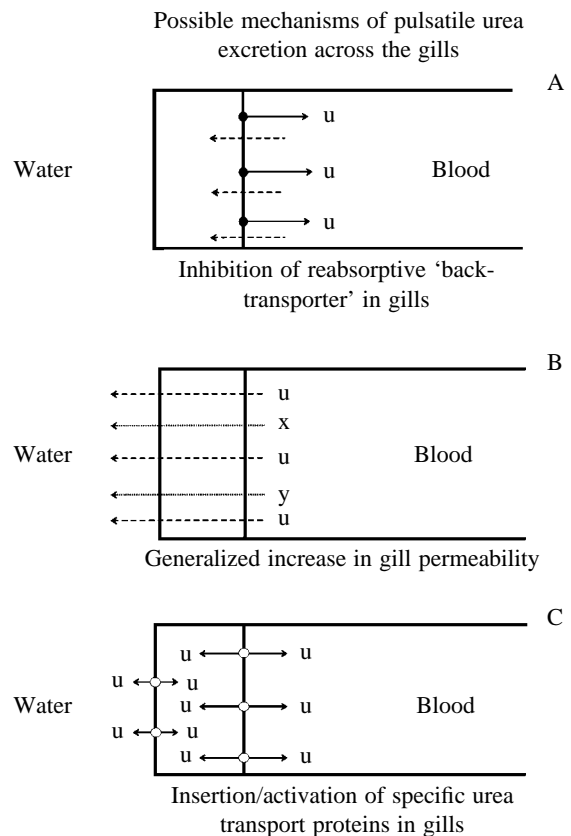 Possible mechanisms of pulsatile urea
excretion across the gills
A
u
Water
u
Blood
u
Inhibition of reabsorptive ‘back-
transporter’ in gills
B
u
x
Water
u
Blood
y
u
Generalized increase in gill permeability
C
u
u
u
u
Water
u
u
Blood
u
u
u
u
Insertion/activation of specific urea
transport proteins in gills